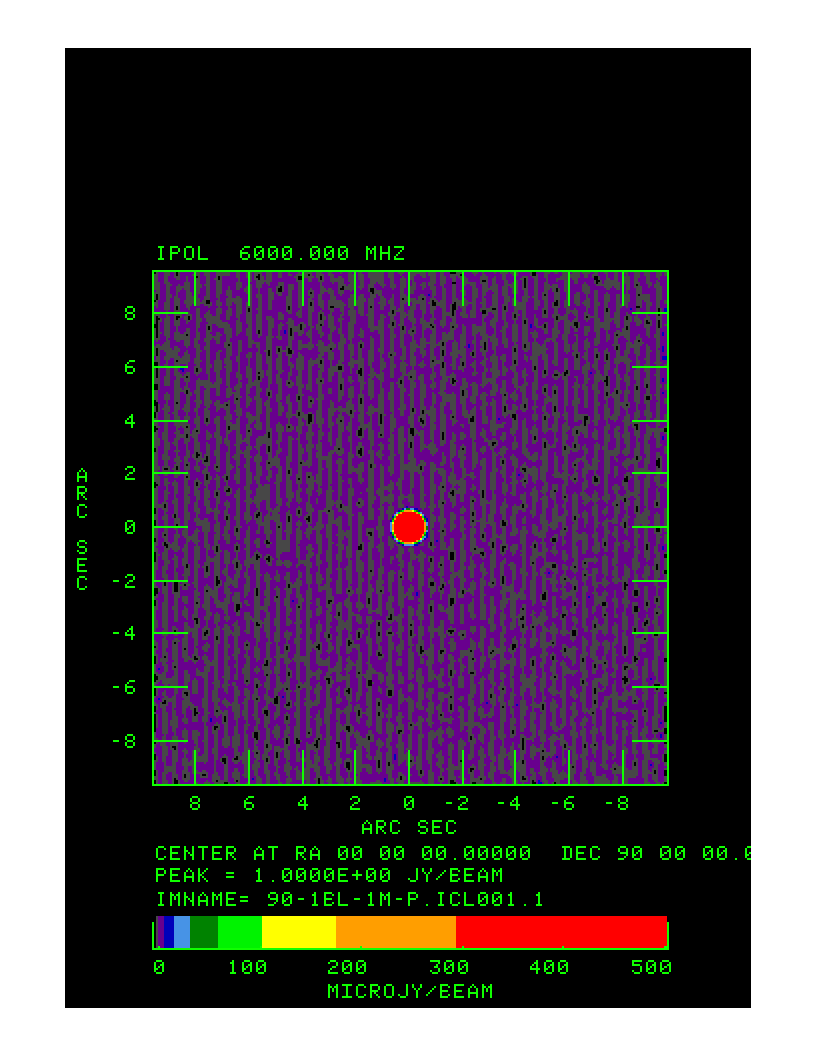 IPOL 6000.000 MHZ
8
6
4
2
0
-2
-4
-6
-8
ARC SEC
8 6 4 2 0 -2 -4 -6 -8
ARC SEC
CENTER AT RA 00 00 00.00000 DEC 90 00 00.0
PEAK = 1.0000E+00 JY/BEAM
IMNAME= 90-1BL-1M-P.ICL001.1
0 100 200 300 400 500
MICROJY/BEAM